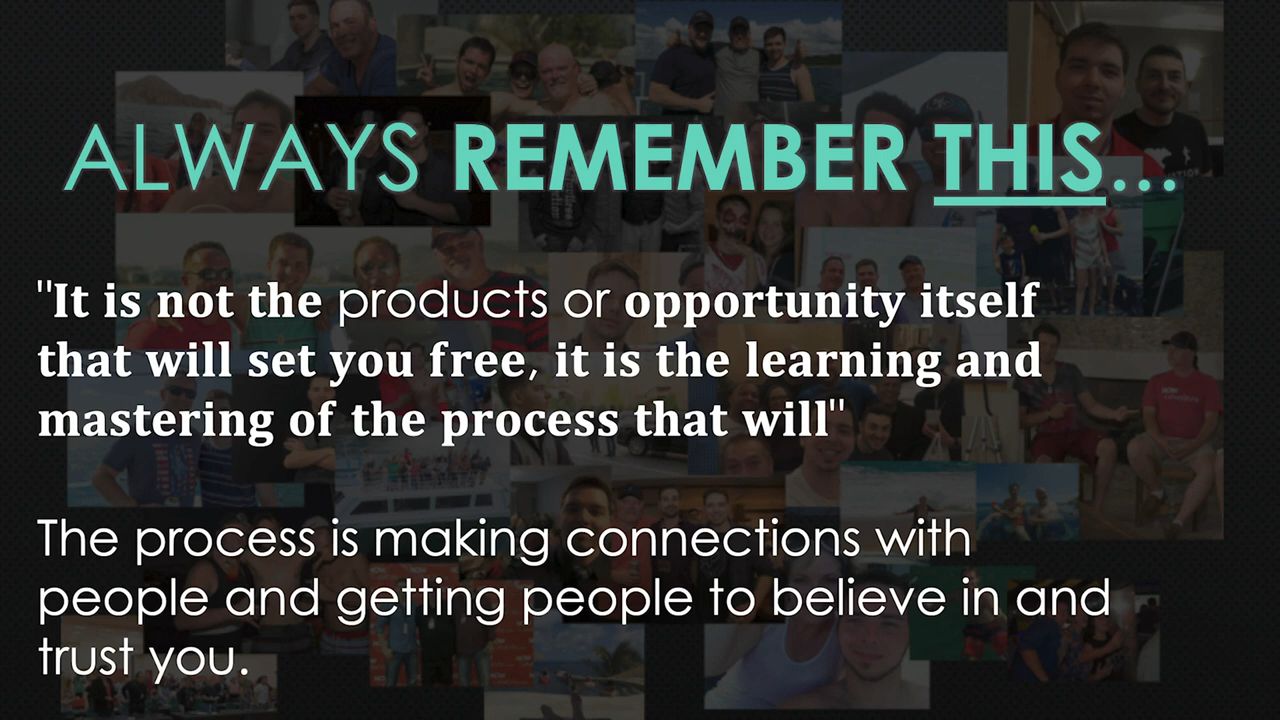 ALWAYS REMEMBER THIS...
"It is not the products or opportunity itself
that will set you free, it is the learning and
mastering of the process that will"
The process is making connections with
people and getting people to believe in and
trust you.